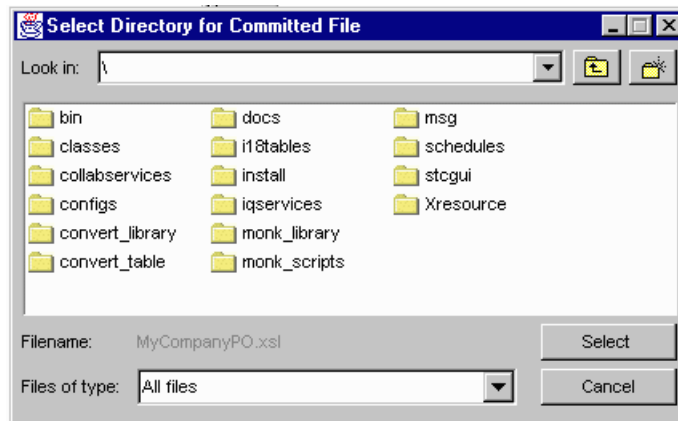 Select Directory for Committed File
Look in: \
bin docs msg
classes i18tables schedules
collabservices install stcgui
configs iqservices Xresource
convert_library monk_library
convert_table monk_scripts
Filename: MyCompanyPO.xsl Select
Files of type: All files Cancel